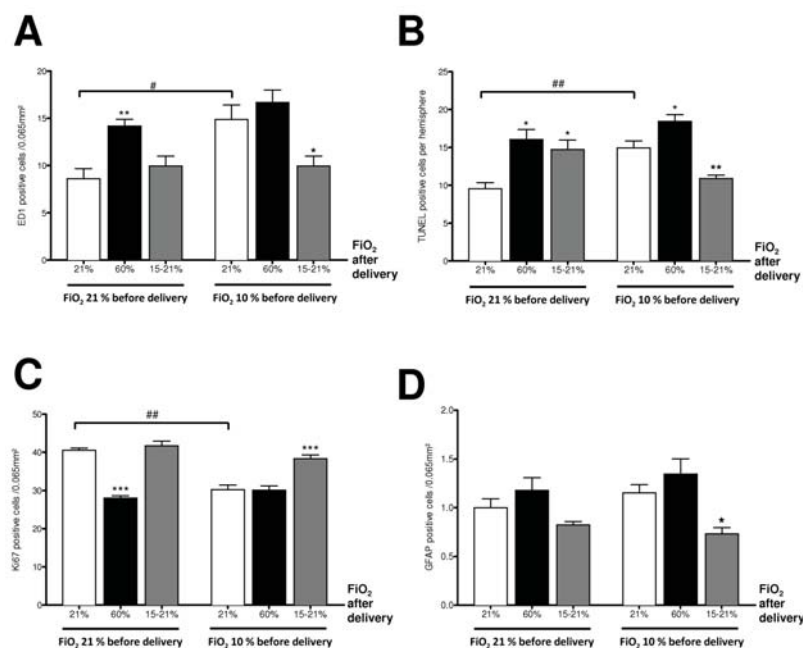 A
#
**
*
ED1 positive cells /0.065mm²
20
15
10
5
0
21% 60% 15-21% 21% 60% 15-21%
FiO₂ after delivery
FiO₂ 21 % before delivery
FiO₂ 10 % before delivery
B
##
*
*
*
**
TUNEL positive cells per hemisphere
25
20
15
10
5
0
21% 60% 15-21% 21% 60% 15-21%
FiO₂ after delivery
FiO₂ 21 % before delivery
FiO₂ 10 % before delivery
C
##
***
***
Ki67 positive cells /0.065mm²
50
40
30
20
10
0
21% 60% 15-21% 21% 60% 15-21%
FiO₂ after delivery
FiO₂ 21 % before delivery
FiO₂ 10 % before delivery
D
*
GFAP positive cells /0.065mm²
2.0
1.5
1.0
0.5
0.0
21% 60% 15-21% 21% 60% 15-21%
FiO₂ after delivery
FiO₂ 21 % before delivery
FiO₂ 10 % before delivery